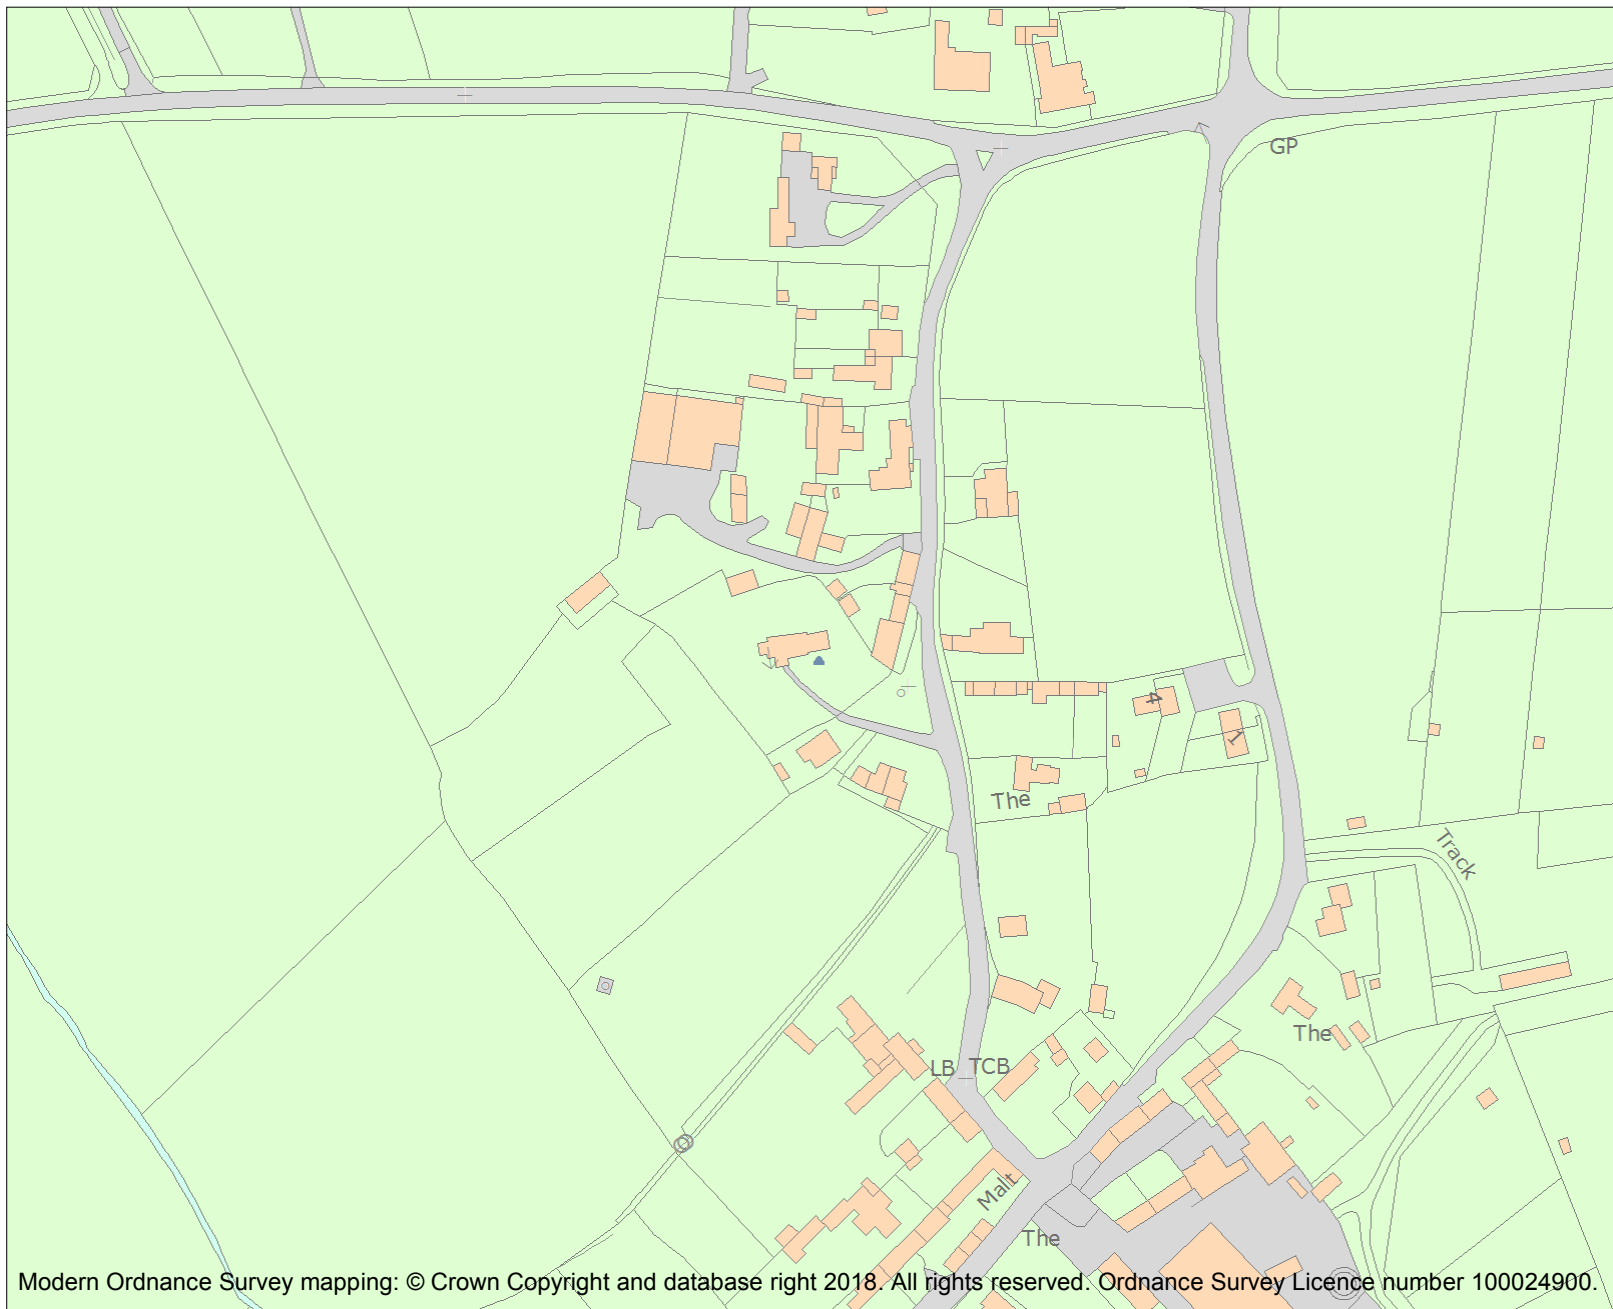 GP
4
1
The
Track
The
LB
TCB
Malt
The
Modern Ordnance Survey mapping: © Crown Copyright and database right 2018. All rights reserved. Ordnance Survey Licence number 100024900.